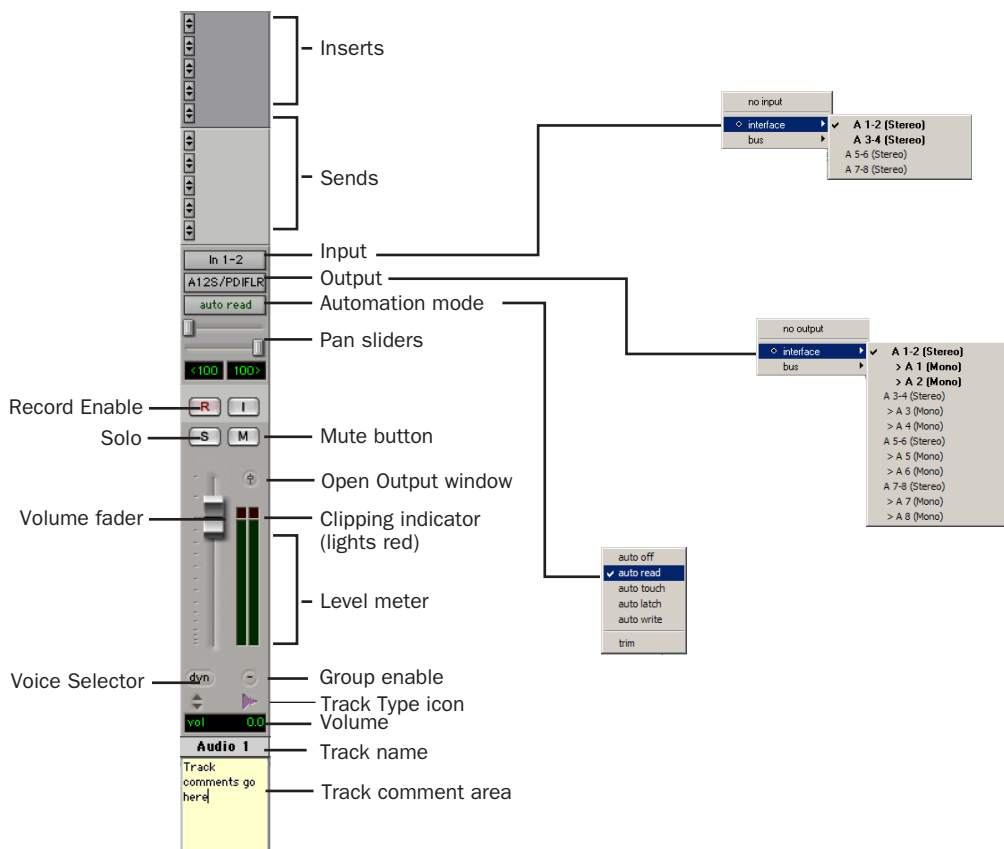 Inserts
Sends
Input
Output
Automation mode
Pan sliders
Record Enable
Solo
Mute button
Open Output window
Volume fader
Clipping indicator
(lights red)
Level meter
Voice Selector
Group enable
Track Type icon
Volume
Track name
Track comment area
In 1-2
A12S/PDIFLR
auto read
<100 100>
R I
S M
dyn
vol 0.0
Audio 1
Track
comments go
here
no input
interface
bus
A 1-2 (Stereo)
A 3-4 (Stereo)
A 5-6 (Stereo)
A 7-8 (Stereo)
no output
interface
bus
A 1-2 (Stereo)
> A 1 (Mono)
> A 2 (Mono)
A 3-4 (Stereo)
> A 3 (Mono)
> A 4 (Mono)
A 5-6 (Stereo)
> A 5 (Mono)
> A 6 (Mono)
A 7-8 (Stereo)
> A 7 (Mono)
> A 8 (Mono)
auto off
auto read
auto touch
auto latch
auto write
trim